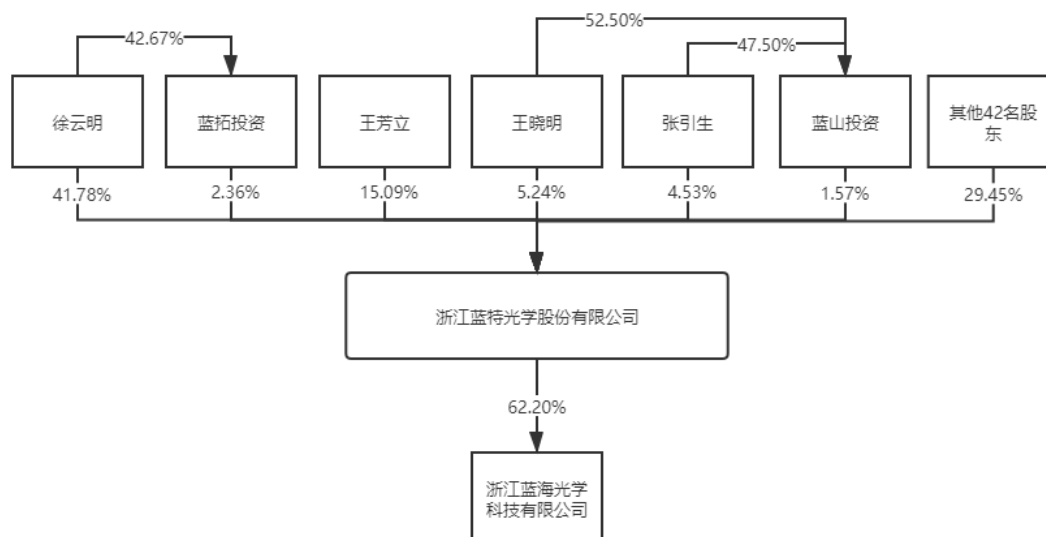 52.50%
42.67%
47.50%
徐云明
蓝拓投资
王芳立
王晓明
张引生
蓝山投资
其他42名股
东
41.78%
2.36%
15.09%
5.24%
4.53%
1.57%
29.45%
浙江蓝特光学股份有限公司
62.20%
浙江蓝海光学
科技有限公司